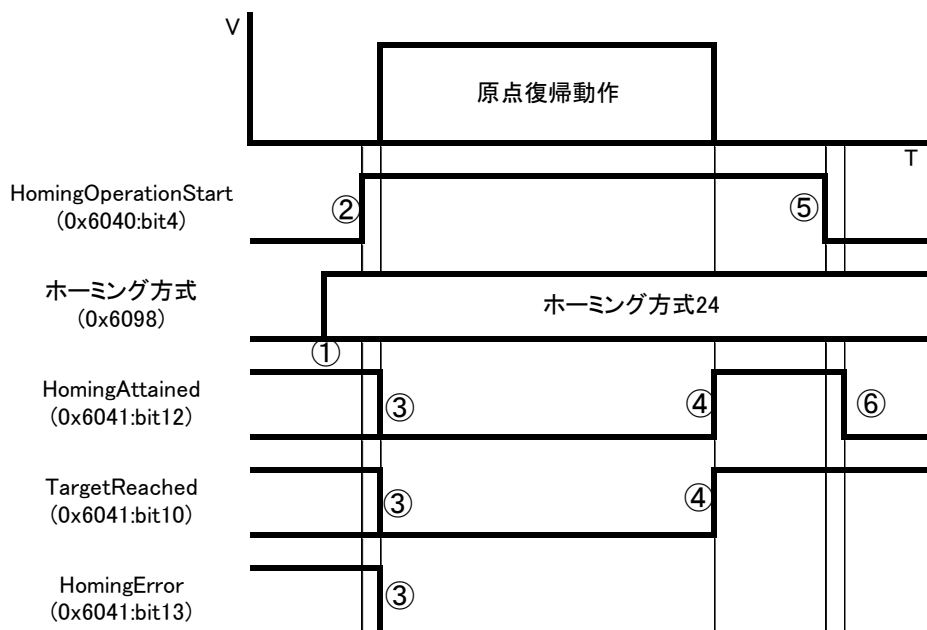 V
原点復帰動作
T
HomingOperationStart
(0x6040:bit4)
②
⑤
ホーミング方式
(0x6098)
ホーミング方式24
①
HomingAttained
(0x6041:bit12)
③
④
⑥
TargetReached
(0x6041:bit10)
③
④
HomingError
(0x6041:bit13)
③